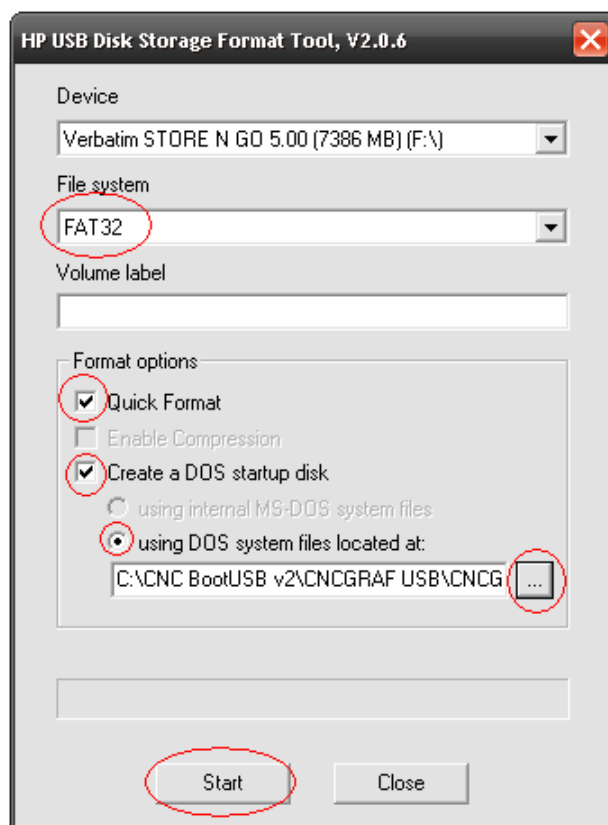 HP USB Disk Storage Format Tool, V2.0.6
Device
Verbatim STORE N GO 5.00 (7386 MB) (F:\)
File system
FAT32
Volume label
Format options
Quick Format
Enable Compression
Create a DOS startup disk
using internal MS-DOS system files
using DOS system files located at:
C:\CNC BootUSB v2\CNCGRAF USB\CNCG
...
Start
Close